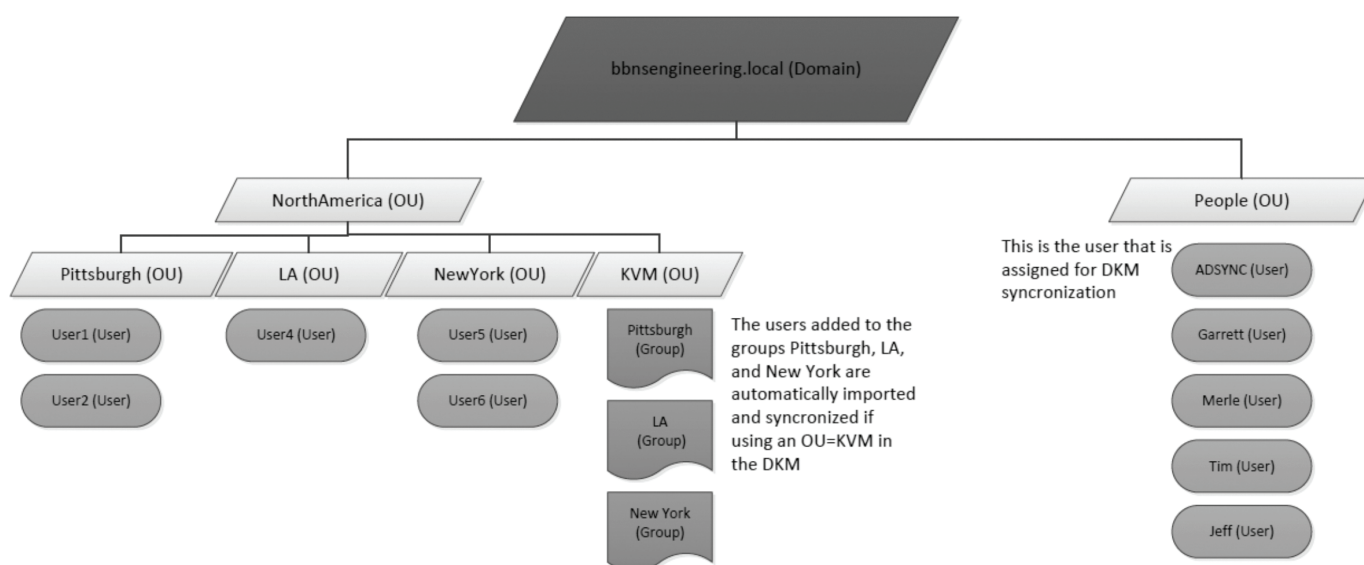 bbnsengineering.local (Domain)
NorthAmerica (OU)
People (OU)
Pittsburgh (OU)
LA (OU)
NewYork (OU)
KVM (OU)
User1 (User)
User2 (User)
User4 (User)
User5 (User)
User6 (User)
Pittsburgh
(Group)
LA
(Group)
New York
(Group)
The users added to the
groups Pittsburgh, LA,
and New York are
automatically imported
and syncronized if
using an OU=KVM in
the DKM
This is the user that is
assigned for DKM
syncronization
ADSYNC (User)
Garrett (User)
Merle (User)
Tim (User)
Jeff (User)